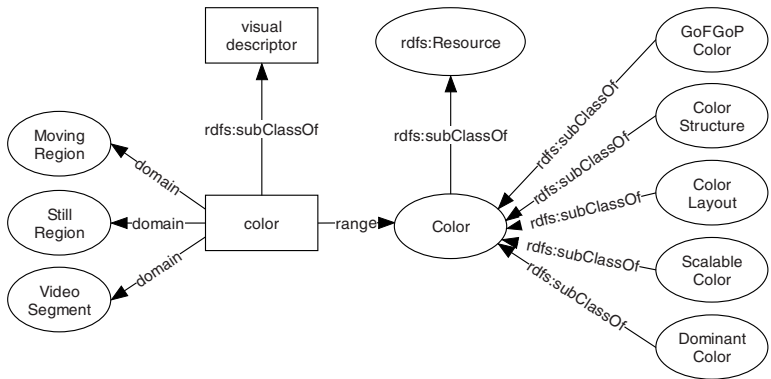 visual
descriptor
rdfs:Resource
GoFGoP
Color
rdfs:subClassOf
Color
Structure
rdfs:subClassOf
rdfs:subClassOf
rdfs:subClassOf
Moving
Region
domain
Color
Layout
rdfs:subClassOf
Still
Region
domain
color
range
Color
domain
rdfs:subClassOf
Scalable
Color
Video
Segment
rdfs:subClassOf
Dominant
Color